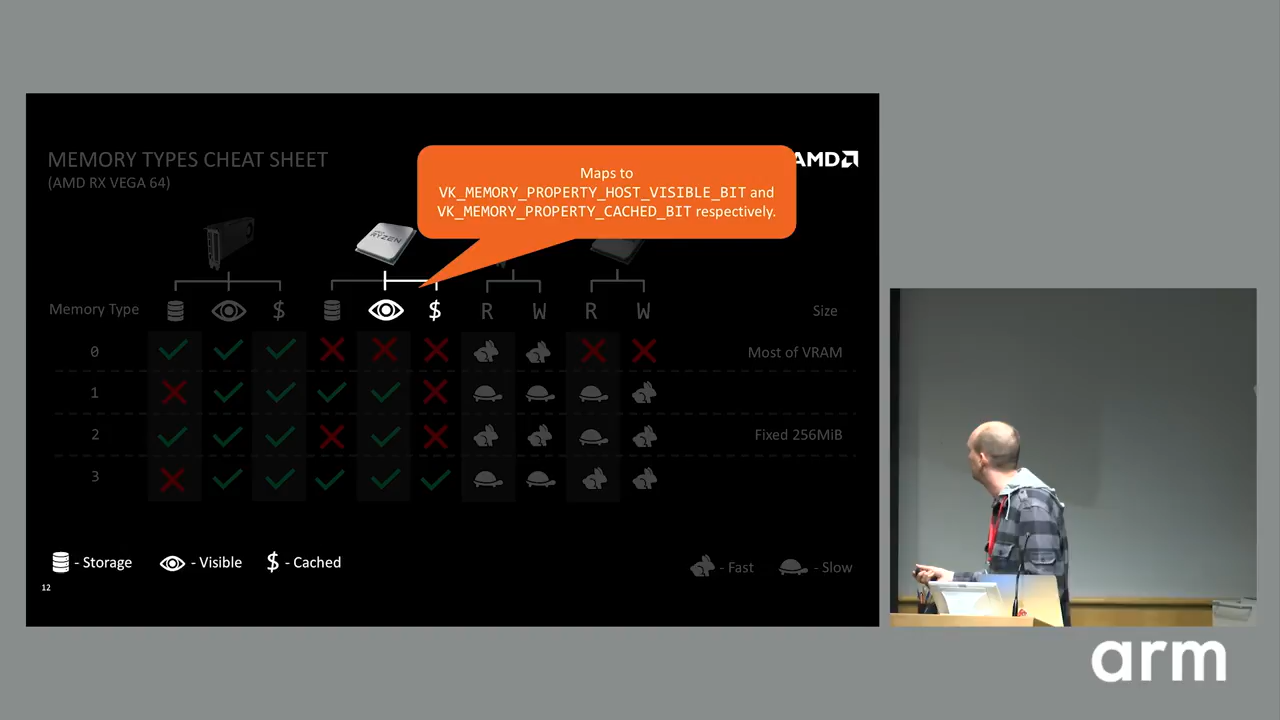 MEMORY TYPES CHEAT SHEET
(AMD RX VEGA 64)
AMD
Maps to
VK_MEMORY_PROPERTY_HOST_VISIBLE_BIT and
VK_MEMORY_PROPERTY_CACHED_BIT respectively.
RYZEN
Memory Type $ $ R W R W Size
0 Most of VRAM
1
2 Fixed 256MiB
3
- Storage - Visible $ - Cached - Fast - Slow
12
arm